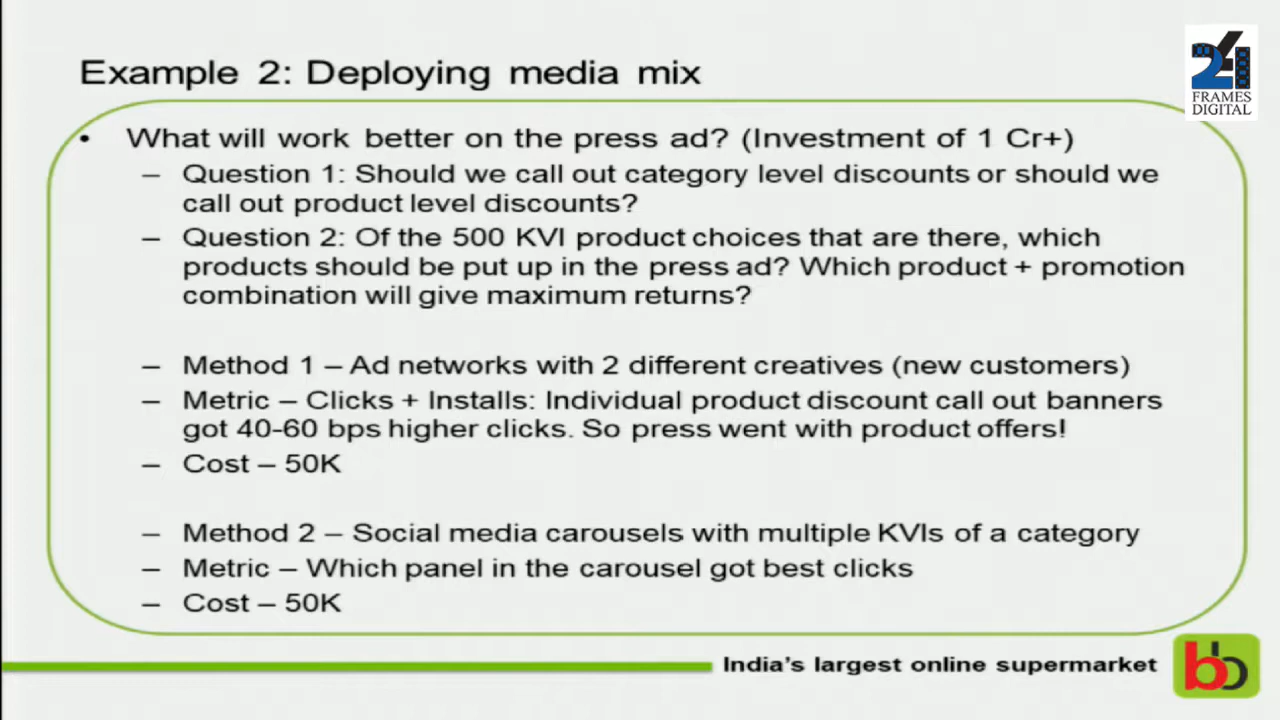 24
FRAMES
DIGITAL
Example 2: Deploying media mix
• What will work better on the press ad? (Investment of 1 Cr+)
– Question 1: Should we call out category level discounts or should we
call out product level discounts?
– Question 2: Of the 500 KVI product choices that are there, which
products should be put up in the press ad? Which product + promotion
combination will give maximum returns?
– Method 1 – Ad networks with 2 different creatives (new customers)
– Metric – Clicks + Installs: Individual product discount call out banners
got 40-60 bps higher clicks. So press went with product offers!
– Cost – 50K
– Method 2 – Social media carousels with multiple KVIs of a category
– Metric – Which panel in the carousel got best clicks
– Cost – 50K
India's largest online supermarket
bb